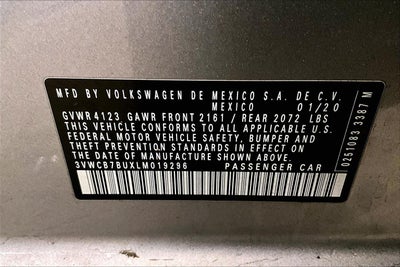 MFD BY VOLKSWAGEN DE MEXICO S.A. DE C.V.
MEXICO 01/20
GVWR 4123 GAWR FRONT 2161 / REAR 2072 LBS
THIS VEHICLE CONFORMS TO ALL APPLICABLE U.S.
FEDERAL MOTOR VEHICLE SAFETY, BUMPER AND
THEFT PREVENTION STANDARDS IN EFFECT ON
THE DATE OF MANUFACTURE SHOWN ABOVE
3VWCB7BUXLM019296 PASSENGER CAR
0251083 3387 M